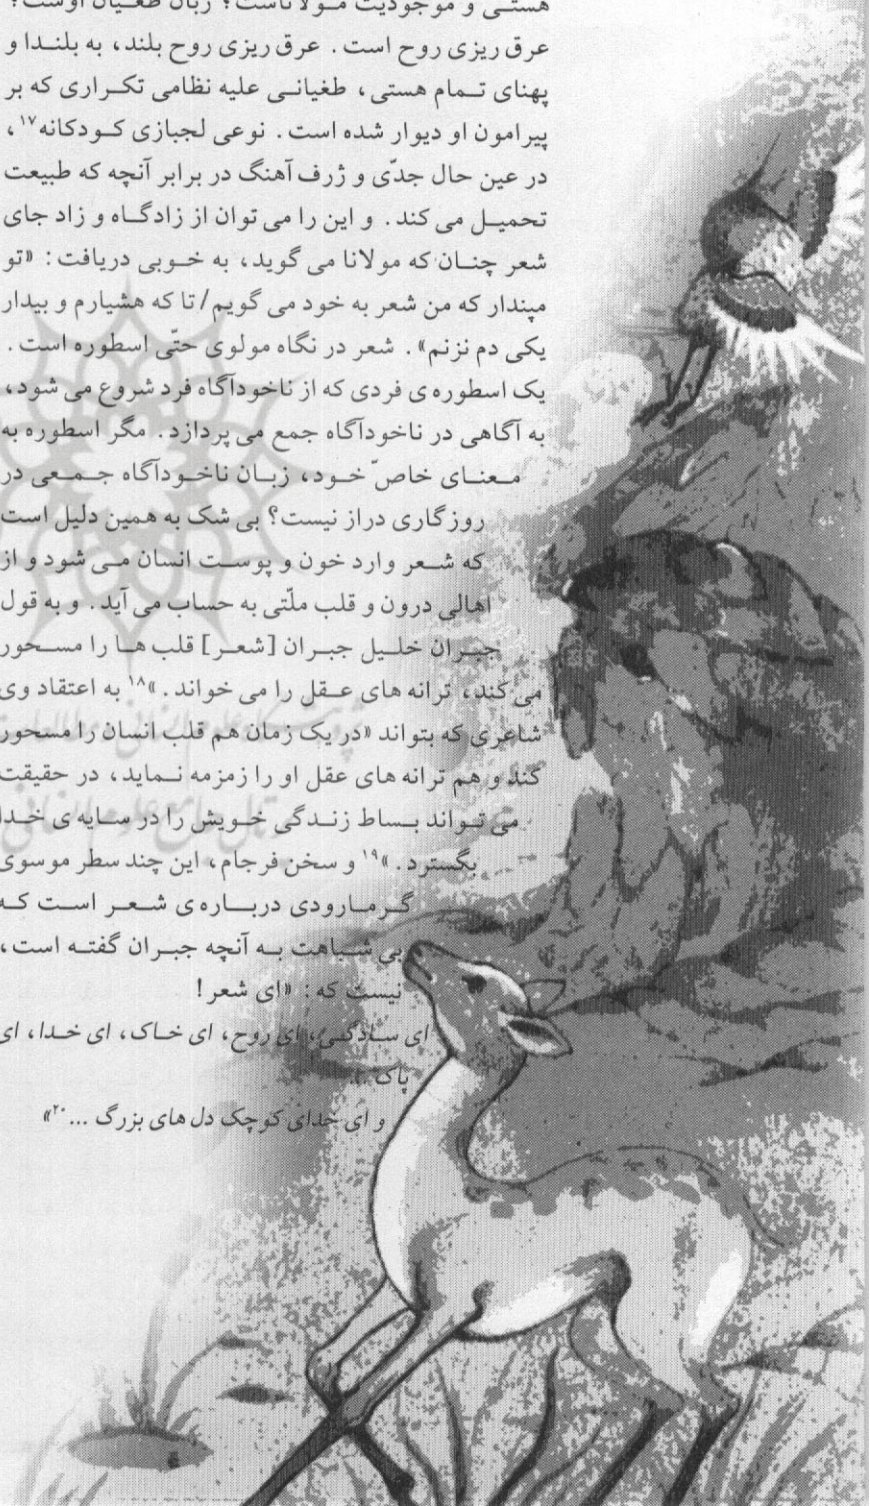 هستی و موجودیت مولاناست؟ زبان طغیان اوست؟
عرق ریزی روح است. عرق ریزی روح بلند، به بلندا و
پهنای تمام هستی، طغیانی علیه نظامی تکراری که بر
پیرامون او دیوار شده است. نوعی لجبازی کودکانه۱۷،
در عین حال جدّی و ژرف آهنگ در برابر آنچه که طبیعت
تحمیل می کند. و این را می توان از زادگاه و زاد جای
شعر چنان که مولانا می گوید، به خوبی دریافت: «تو
مپندار که من شعر به خود می گویم/ تا که هشیارم و بیدار
یکی دم نزنم». شعر در نگاه مولوی حتّی اسطوره است.
یک اسطوره ی فردی که از ناخودآگاه فرد شروع می شود،
به آگاهی در ناخودآگاه جمع می پردازد. مگر اسطوره به
معنای خاصّ خود، زبان ناخودآگاه جمعی در
روزگاری دراز نیست؟ بی شک به همین دلیل است
که شعر وارد خون و پوست انسان می شود و از
اهالی درون و قلب ملّتی به حساب می آید. و به قول
جبران خلیل جبران [شعر] قلب ها را مسحور
می کند، ترانه های عقل را می خواند.»۱۸ به اعتقاد وی
شاعری که بتواند «در یک زمان هم قلب انسان را مسحور
کند و هم ترانه های عقل او را زمزمه نماید، در حقیقت
می تواند بساط زندگی خویش را در سایه ی خدا
بگسترد.»۱۹ و سخن فرجام، این چند سطر موسوی
گرمارودی درباره ی شعر است که
بی شباهت به آنچه جبران گفته است،
نیست که: «ای شعر!
ای سادگی، ای روح، ای خاک، ای خدا، ای
پاک...
و ای خدای کوچک دل های بزرگ ...۲۰»
پژوهشگاه علوم انسانی و مطالعات
رتال جامع علوم انسانی